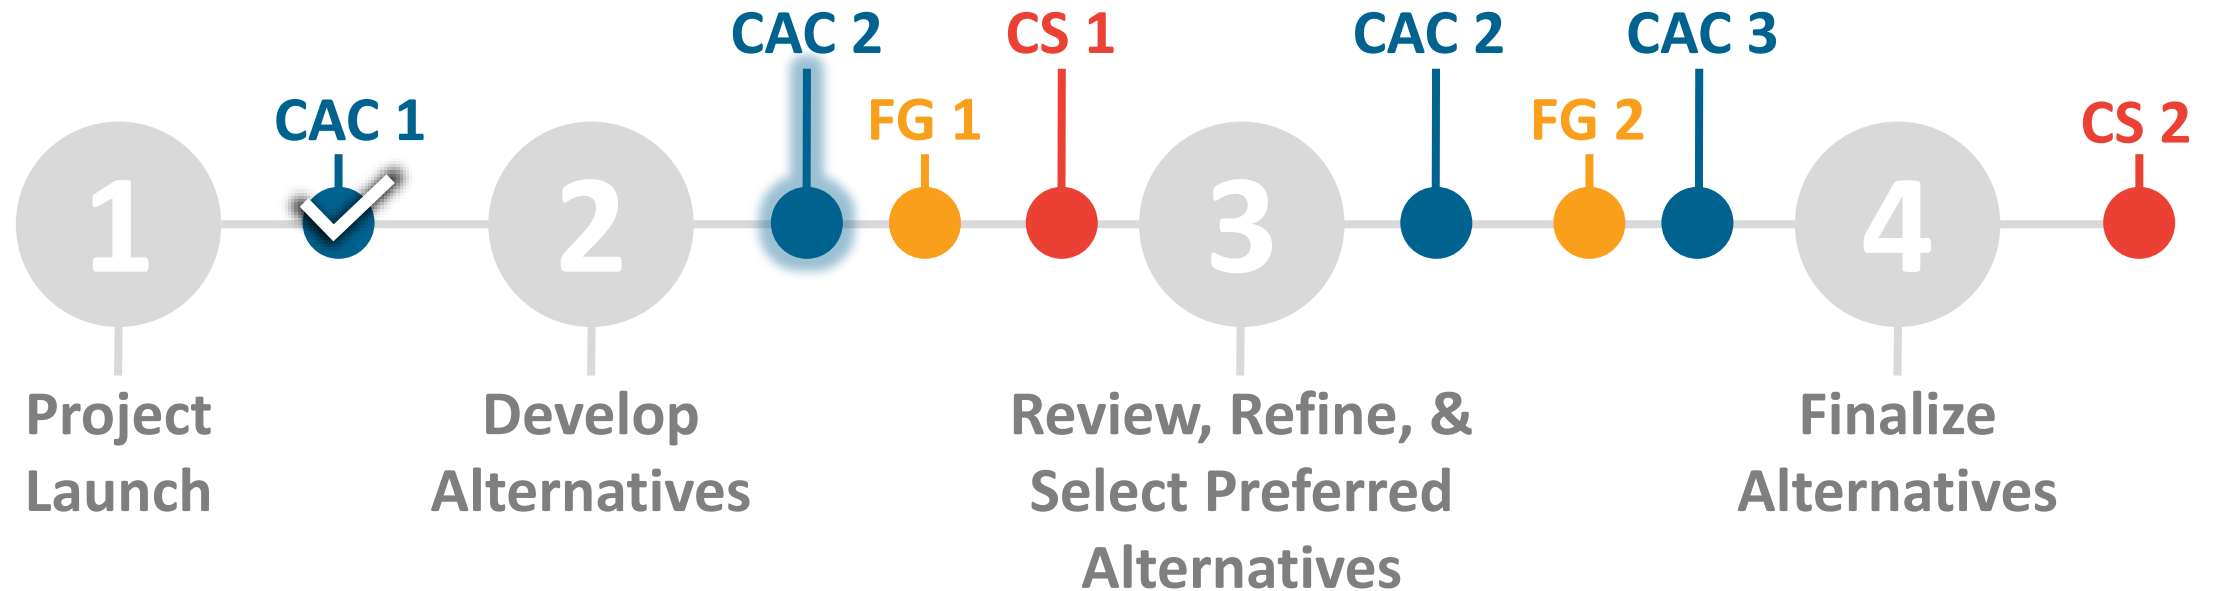 CAC 2
CS 1
CAC 2
CAC 3
CAC 1
FG 1
FG 2
CS 2
1
2
3
4
Project
Launch
Develop
Alternatives
Review, Refine, &
Select Preferred
Alternatives
Finalize
Alternatives